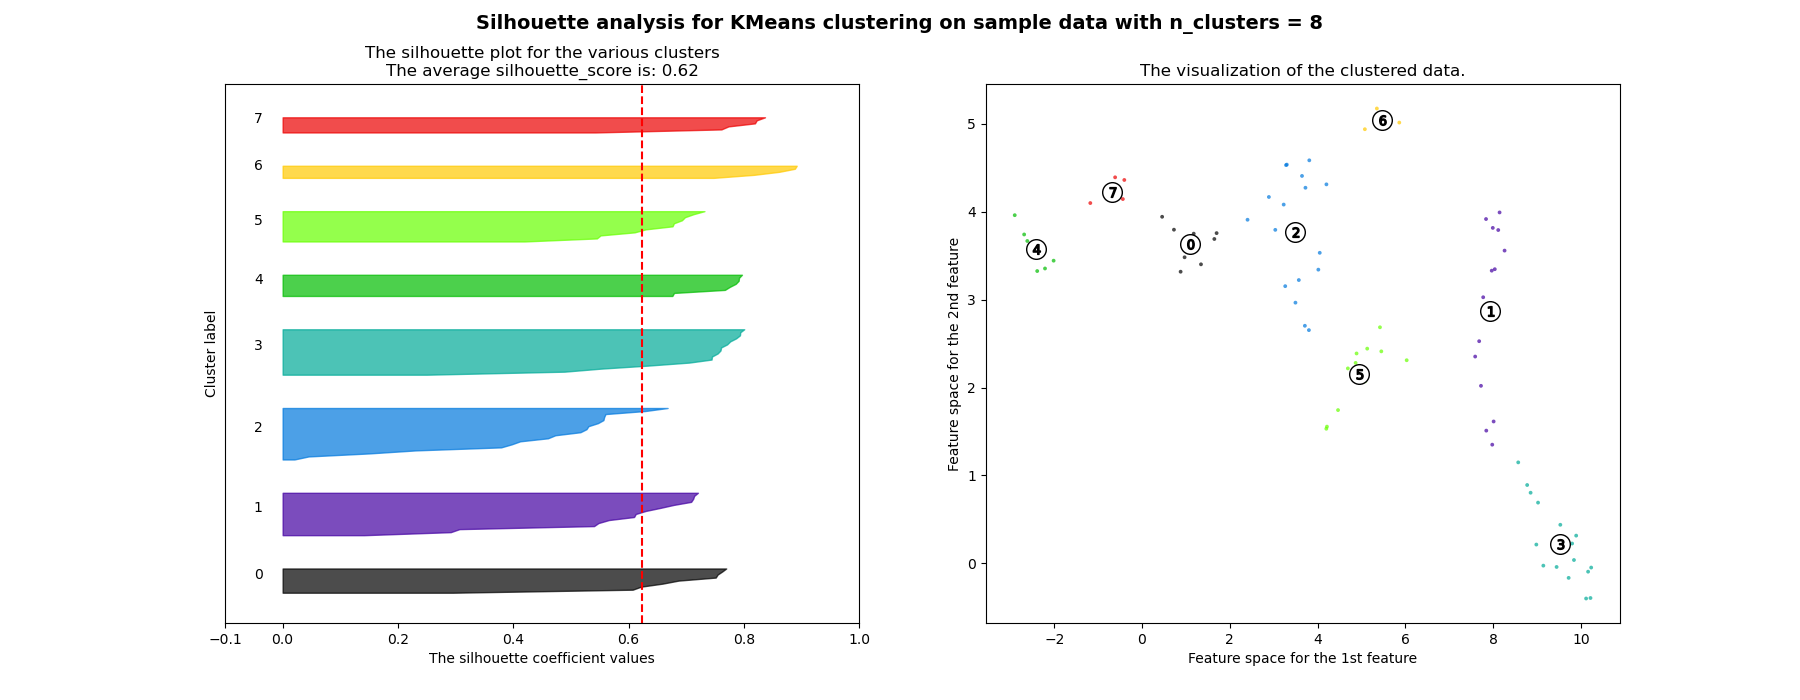 Silhouette analysis for KMeans clustering on sample data with n_clusters = 8
The silhouette plot for the various clusters
The average silhouette_score is: 0.62
7
6
5
4
3
2
1
0
Cluster label
−0.1 0.0 0.2 0.4 0.6 0.8 1.0
The silhouette coefficient values
The visualization of the clustered data.
5
4
3
2
1
0
Feature space for the 2nd feature
6
7
2
0
4
1
5
3
−2 0 2 4 6 8 10
Feature space for the 1st feature